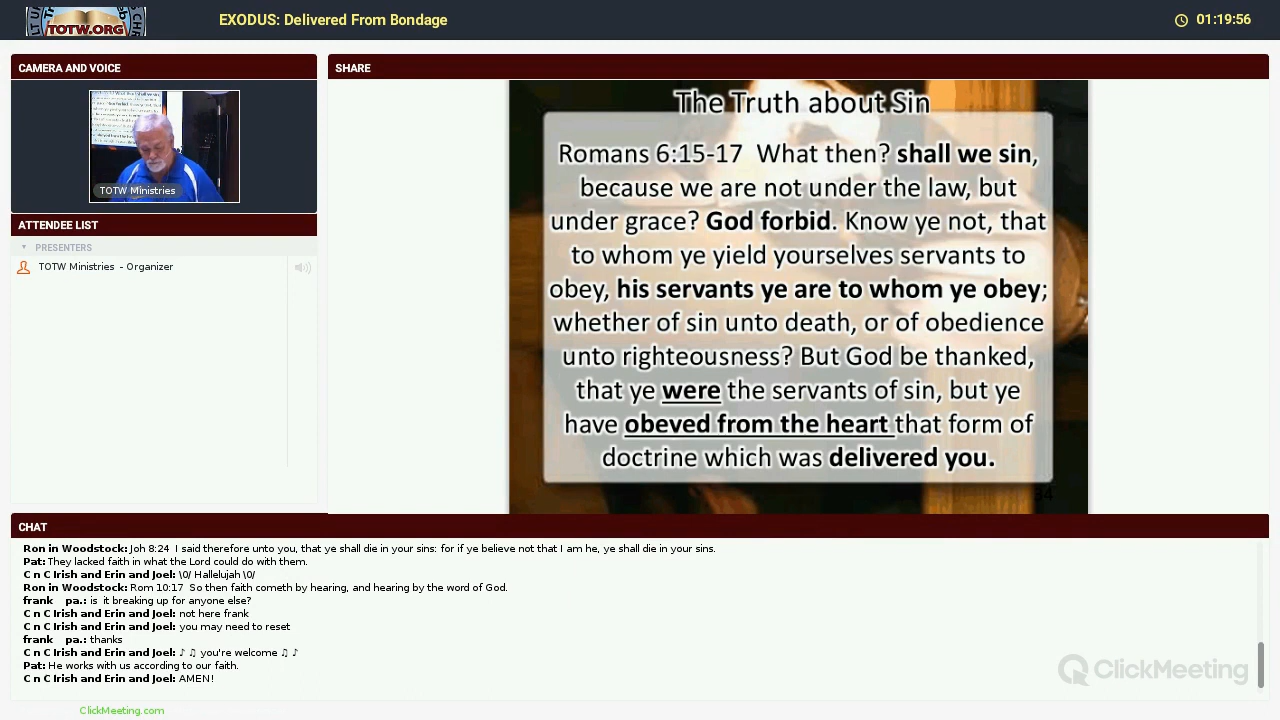 TOTW.ORG
EXODUS: Delivered From Bondage
01:19:56
CAMERA AND VOICE
TOTW Ministries
ATTENDEE LIST
PRESENTERS
TOTW Ministries - Organizer
SHARE
The Truth about Sin
Romans 6:15-17 What then? shall we sin,
because we are not under the law, but
under grace? God forbid. Know ye not, that
to whom ye yield yourselves servants to
obey, his servants ye are to whom ye obey;
whether of sin unto death, or of obedience
unto righteousness? But God be thanked,
that ye were the servants of sin, but ye
have obeyed from the heart that form of
doctrine which was delivered you.
34
CHAT
Ron in Woodstock: Joh 8:24 I said therefore unto you, that ye shall die in your sins: for if ye believe not that I am he, ye shall die in your sins.
Pat: They lacked faith in what the Lord could do with them.
C n C Irish and Erin and Joel: \0/ Hallelujah \0/
Ron in Woodstock: Rom 10:17 So then faith cometh by hearing, and hearing by the word of God.
frank pa.: is it breaking up for anyone else?
C n C Irish and Erin and Joel: not here frank
C n C Irish and Erin and Joel: you may need to reset
frank pa.: thanks
C n C Irish and Erin and Joel: ♪ ♫ you're welcome ♫ ♪
Pat: He works with us according to our faith.
C n C Irish and Erin and Joel: AMEN!
ClickMeeting
ClickMeeting.com